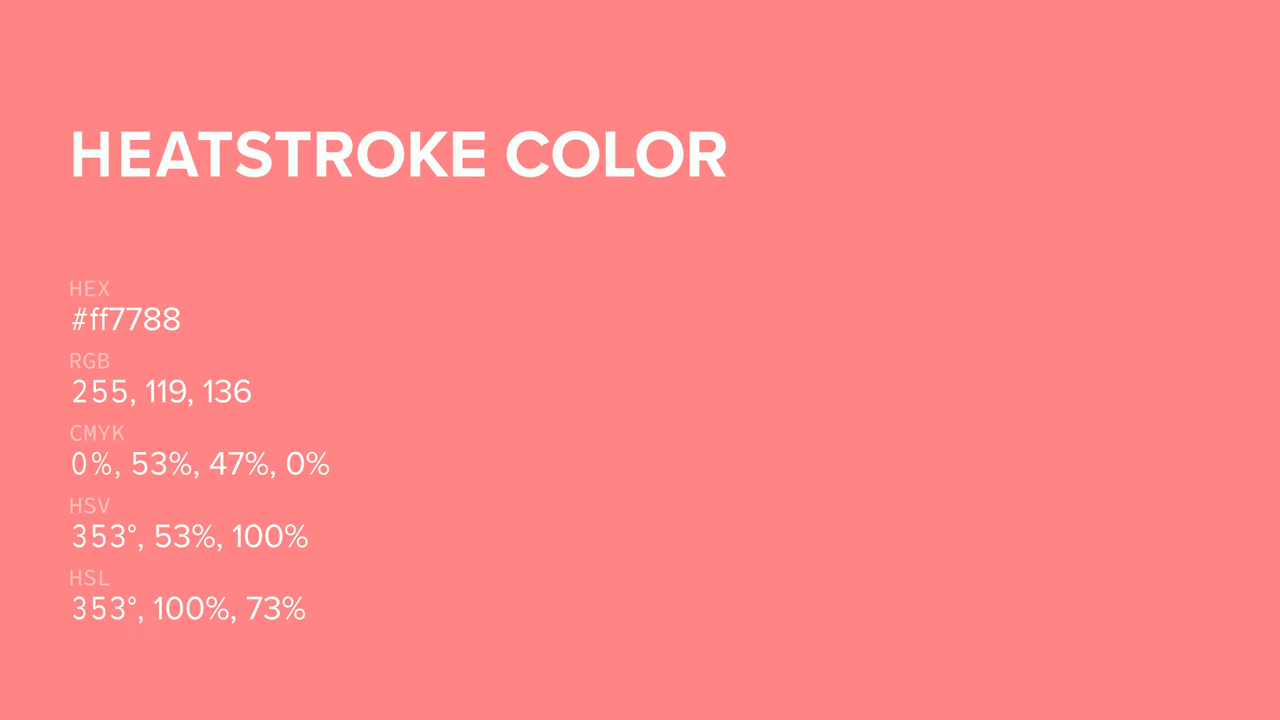 HEATSTROKE COLOR
HEX
#ff7788
RGB
255, 119, 136
CMYK
0%, 53%, 47%, 0%
HSV
353°, 53%, 100%
HSL
353°, 100%, 73%